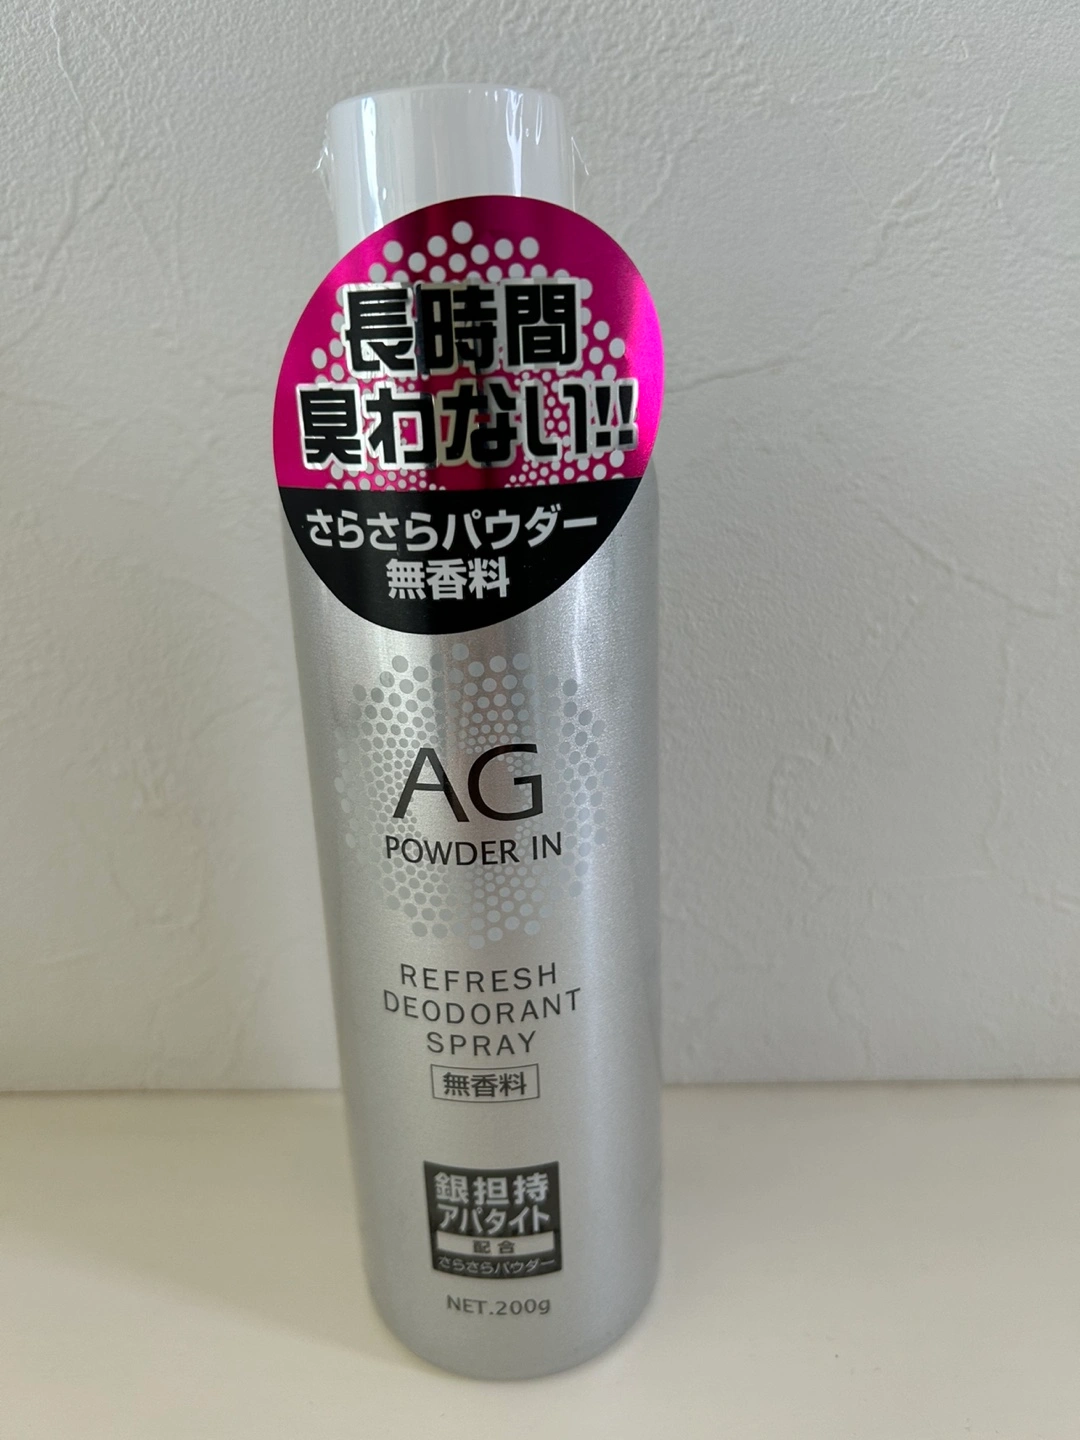 長時間
臭わない!!
さらさらパウダー
無香料
AG
POWDER IN
REFRESH
DEODORANT
SPRAY
無香料
銀担持
アパタイト
配合
さらさらパウダー
NET.200g